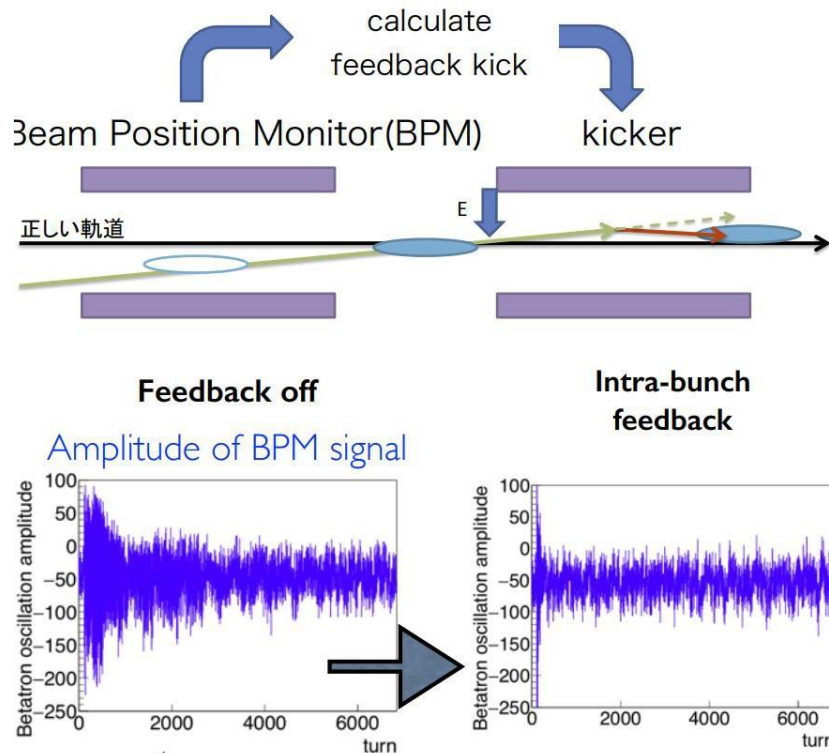 calculate
feedback kick
Beam Position Monitor(BPM)
kicker
E
正しい軌道
Feedback off
Intra-bunch
feedback
Amplitude of BPM signal
Betatron oscillation amplitude
100
50
0
−50
−100
−150
−200
−250
0
2000
4000
6000
turn
Betatron oscillation amplitude
100
50
0
−50
−100
−150
−200
−250
0
2000
4000
6000
turn